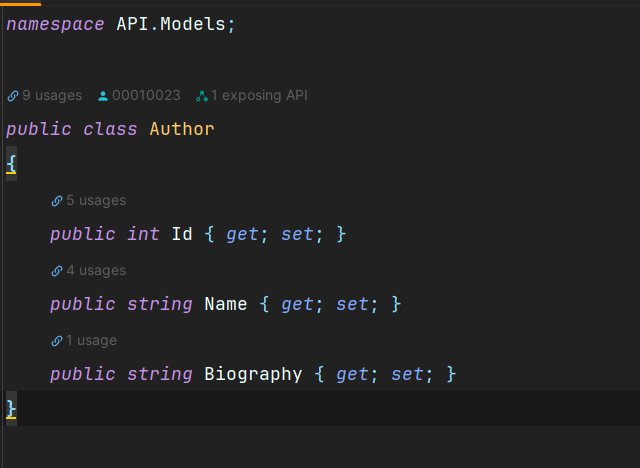 namespace API.Models;
9 usages 00010023 1 exposing API
public class Author
{
5 usages
public int Id { get; set; }
4 usages
public string Name { get; set; }
1 usage
public string Biography { get; set; }
}